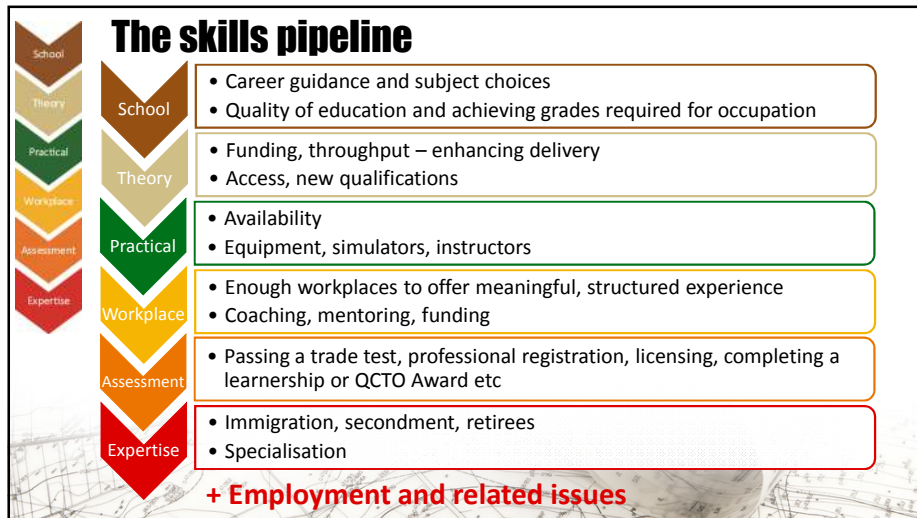 The skills pipeline
School
Theory
Practical
Workplace
Assessment
Expertise
School
• Career guidance and subject choices
• Quality of education and achieving grades required for occupation
Theory
• Funding, throughput – enhancing delivery
• Access, new qualifications
Practical
• Availability
• Equipment, simulators, instructors
Workplace
• Enough workplaces to offer meaningful, structured experience
• Coaching, mentoring, funding
Assessment
• Passing a trade test, professional registration, licensing, completing a
learnership or QCTO Award etc
Expertise
• Immigration, secondment, retirees
• Specialisation
+ Employment and related issues